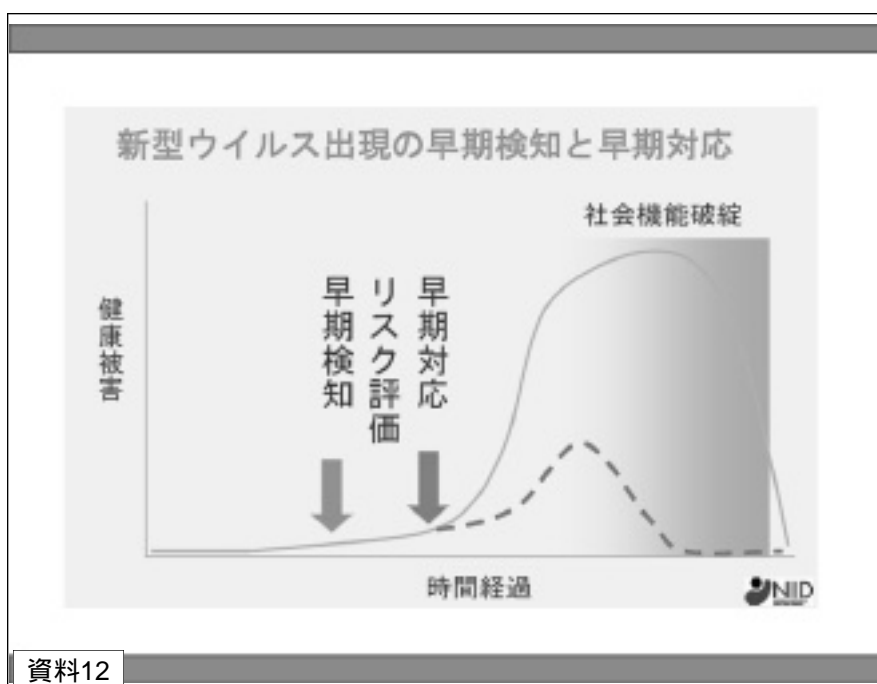 新型ウイルス出現の早期検知と早期対応
社会機能破綻
早期検知
リスク評価
早期対応
健康被害
時間経過
NIID
資料12